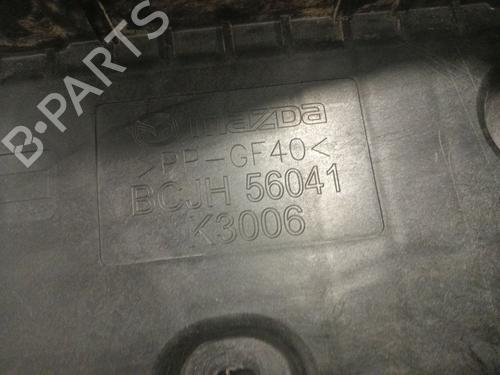 mazda
>PP-GF40<
BCJH 56041
K3006
B-PARTS